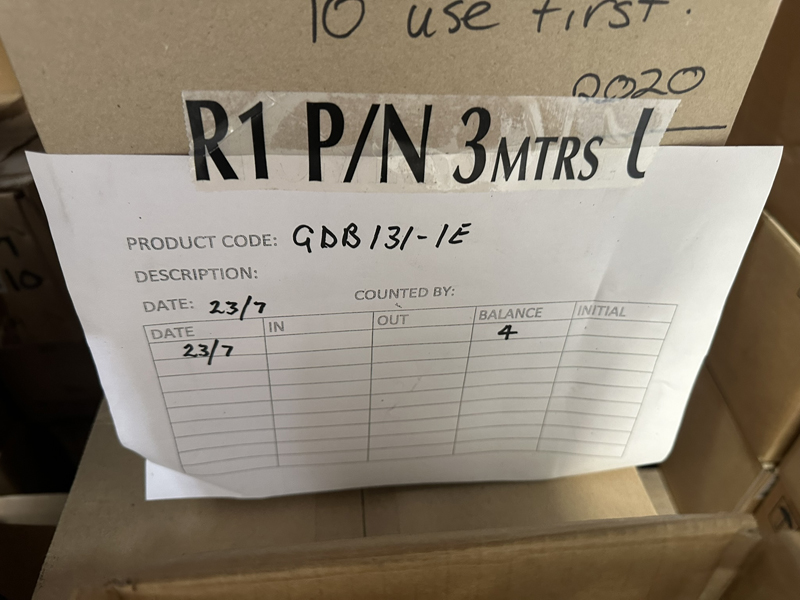 10 use first.
2020
R1 P/N 3MTRS
PRODUCT CODE: GDB131-1E
DESCRIPTION:
DATE: 23/7 COUNTED BY:
DATE IN OUT BALANCE INITIAL
23/7 4